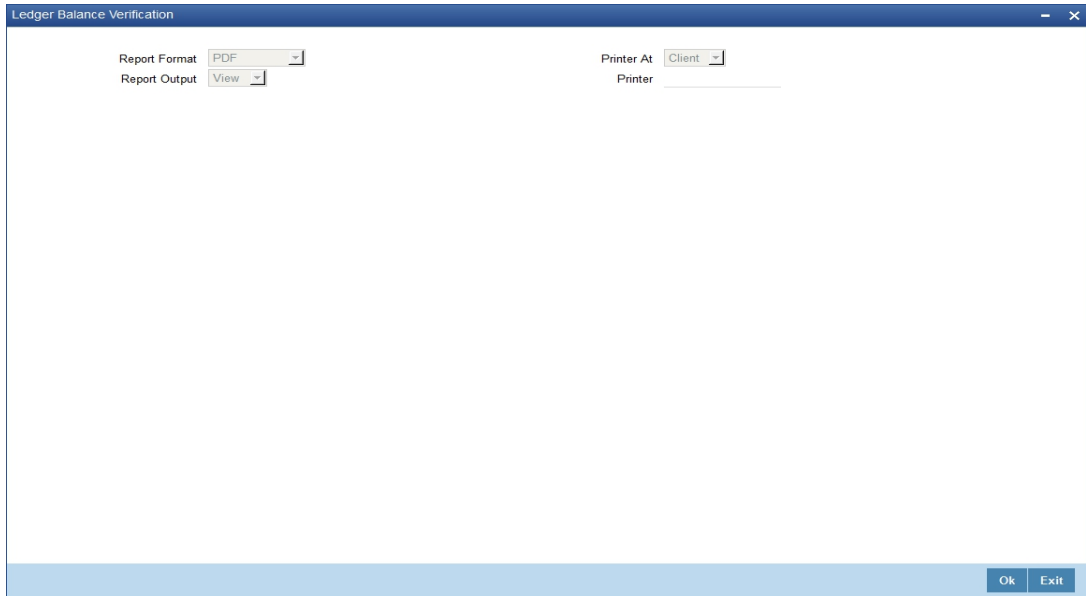 Ledger Balance Verification
Report Format PDF
Printer At Client
Report Output View
Printer
Ok Exit